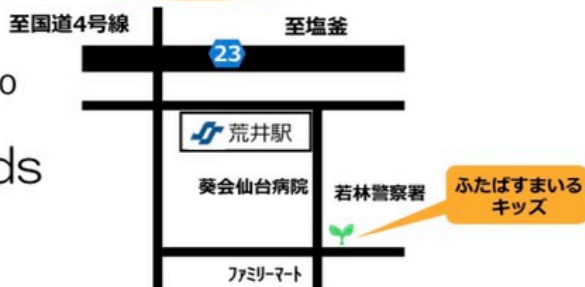 至国道4号線
至塩釜
23
0
荒井駅
ds
葵会仙台病院
若林警察署
ふたばすまいる
キッズ
ファミリーマート